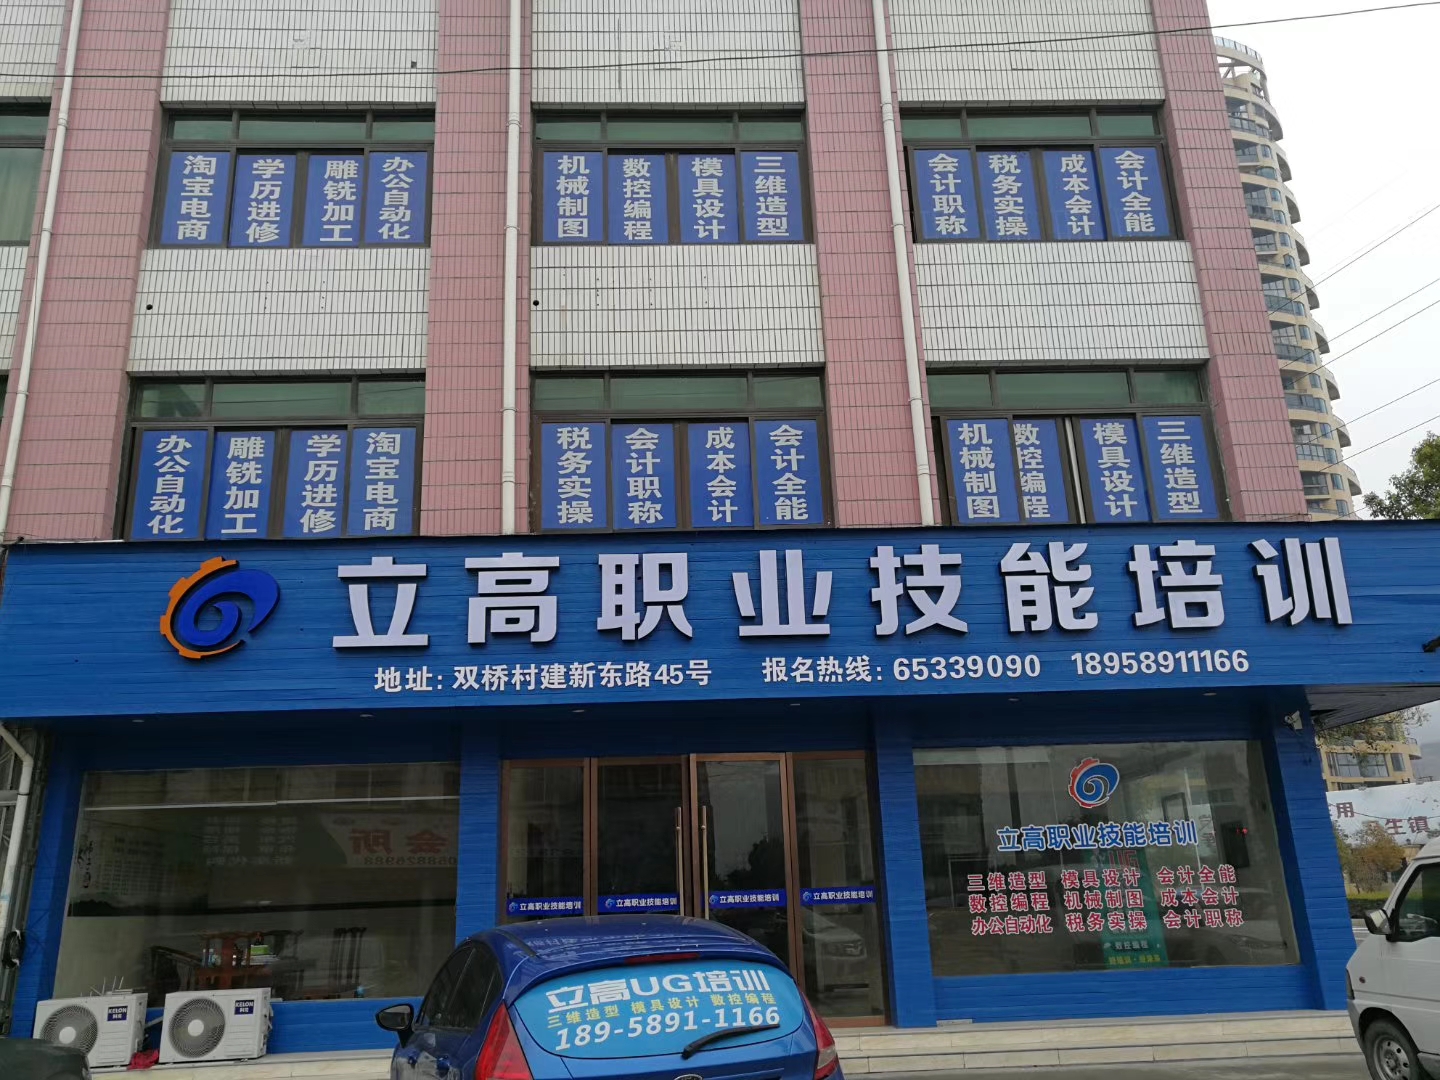 淘宝电商
学历进修
雕铣加工
办公自动化
机械制图
数控编程
模具设计
三维造型
会计职称
税务实操
成本会计
会计全能
办公自动化
雕铣加工
学历进修
淘宝电商
税务实操
会计职称
成本会计
会计全能
机械制图
数控编程
模具设计
三维造型
立高职业技能培训
地址：双桥村建新东路45号 报名热线：65339090 18958911166
立高职业技能培训
三维造型 模具设计 会计全能
数控编程 机械制图 成本会计
办公自动化 税务实操 会计职称
数控编程
立高职业技能培训
立高职业技能培训
立高职业技能培训
立高职业技能培训
会所
立高UG培训
三维造型 模具设计 数控编程
189-5891-1166
KELON
KELON
用
生镇